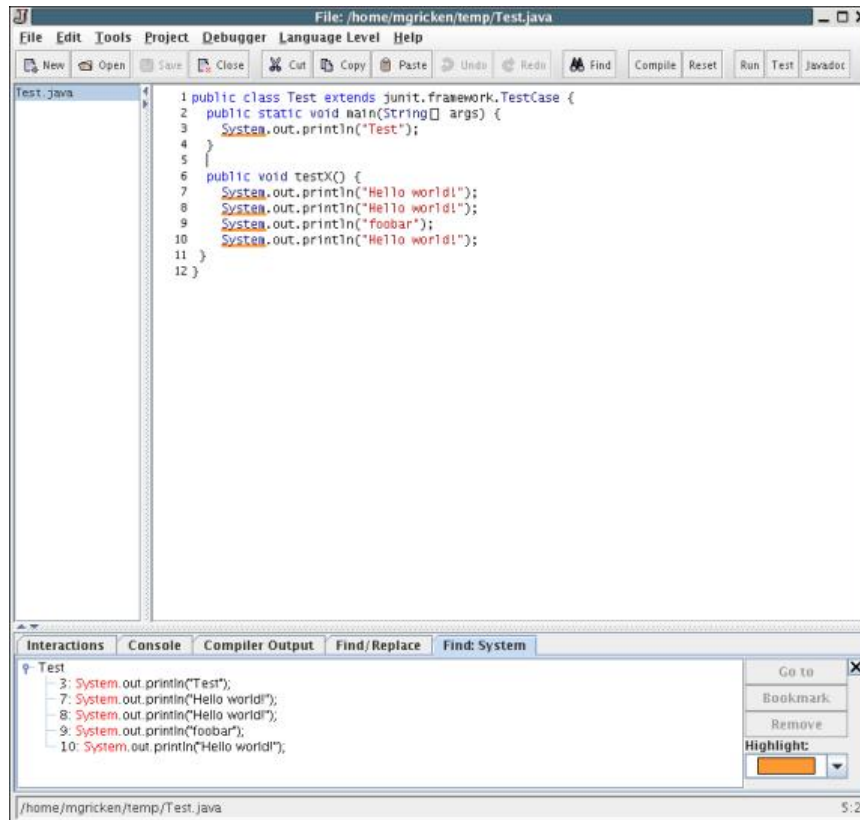 File: /home/mgricken/temp/Test.java
File Edit Tools Project Debugger Language Level Help
New Open Save Close Cut Copy Paste Undo Redo Find Compile Reset Run Test Javadoc
Test.java
1 public class Test extends junit.framework.TestCase {
2 public static void main(String[] args) {
3 System.out.println("Test");
4 }
5
6 public void testX() {
7 System.out.println("Hello world!");
8 System.out.println("Hello world!");
9 System.out.println("foobar");
10 System.out.println("Hello world!");
11 }
12 }
Interactions Console Compiler Output Find/Replace Find: System
Test
3: System.out.println("Test");
7: System.out.println("Hello world!");
8: System.out.println("Hello world!");
9: System.out.println("foobar");
10: System.out.println("Hello world!");
Go to
Bookmark
Remove
Highlight:
/home/mgricken/temp/Test.java 5:2